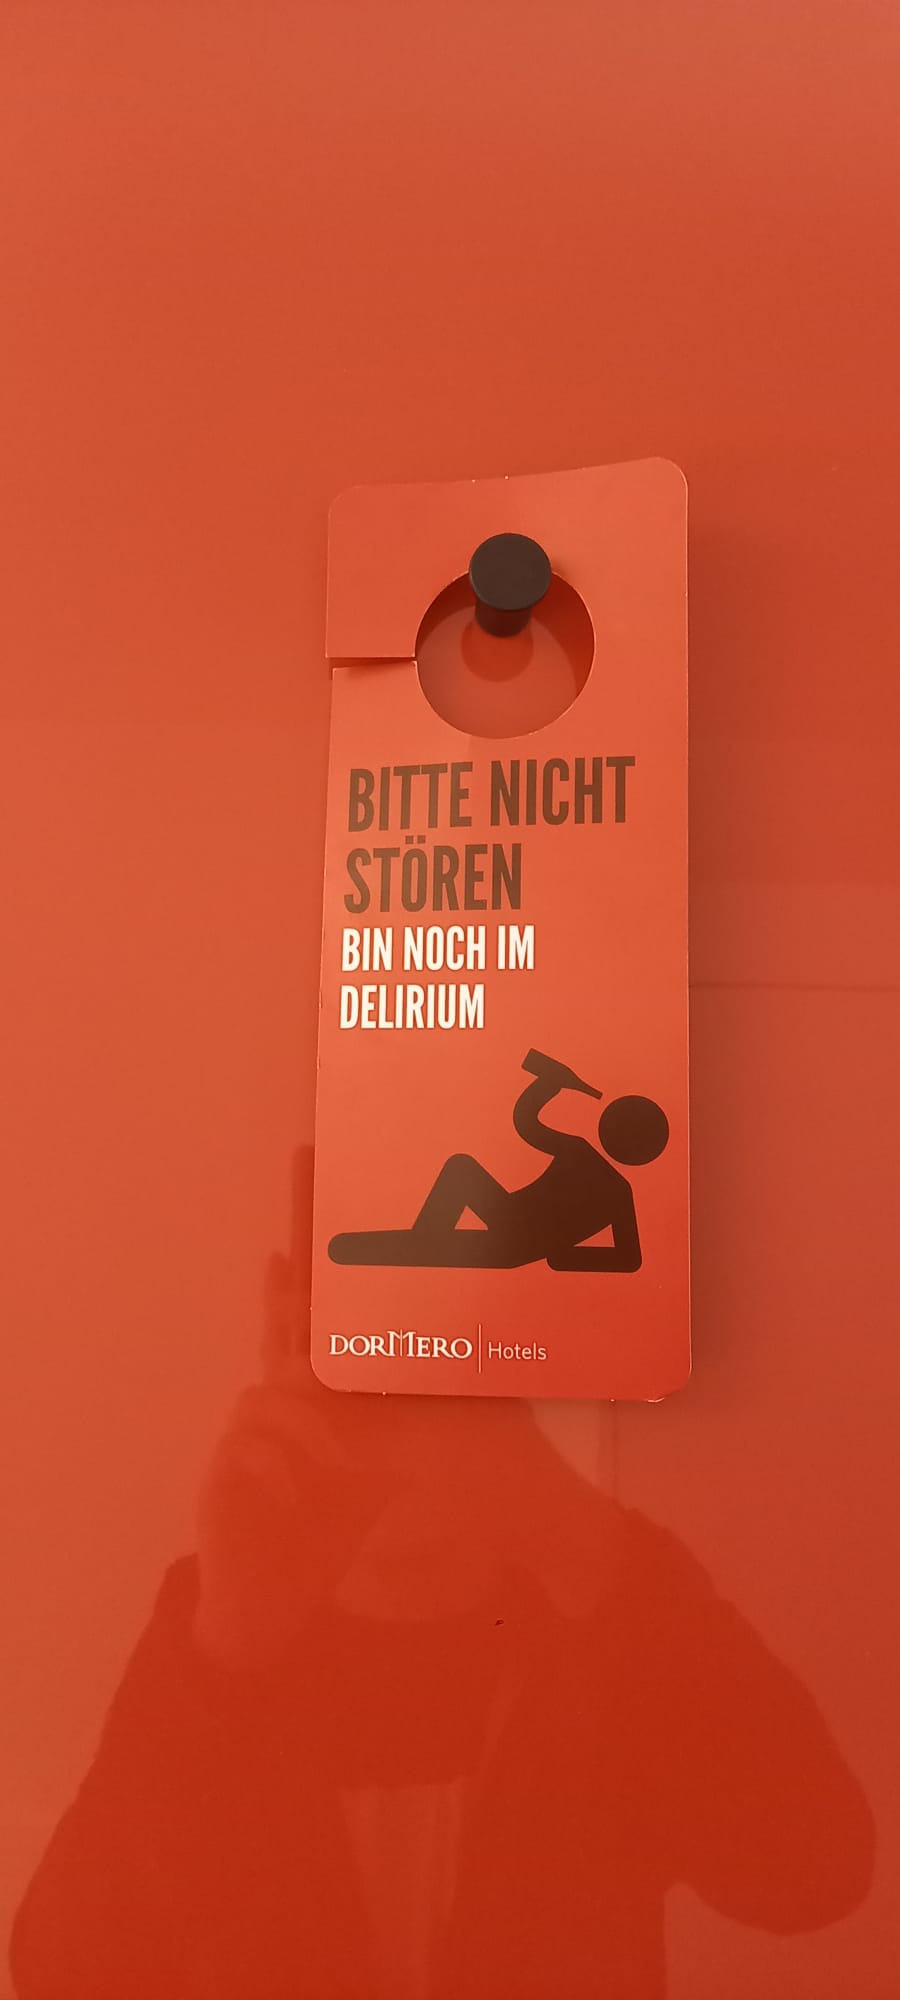 BITTE NICHT
STÖREN
BIN NOCH IM
DELIRIUM
DORMERO | Hotels